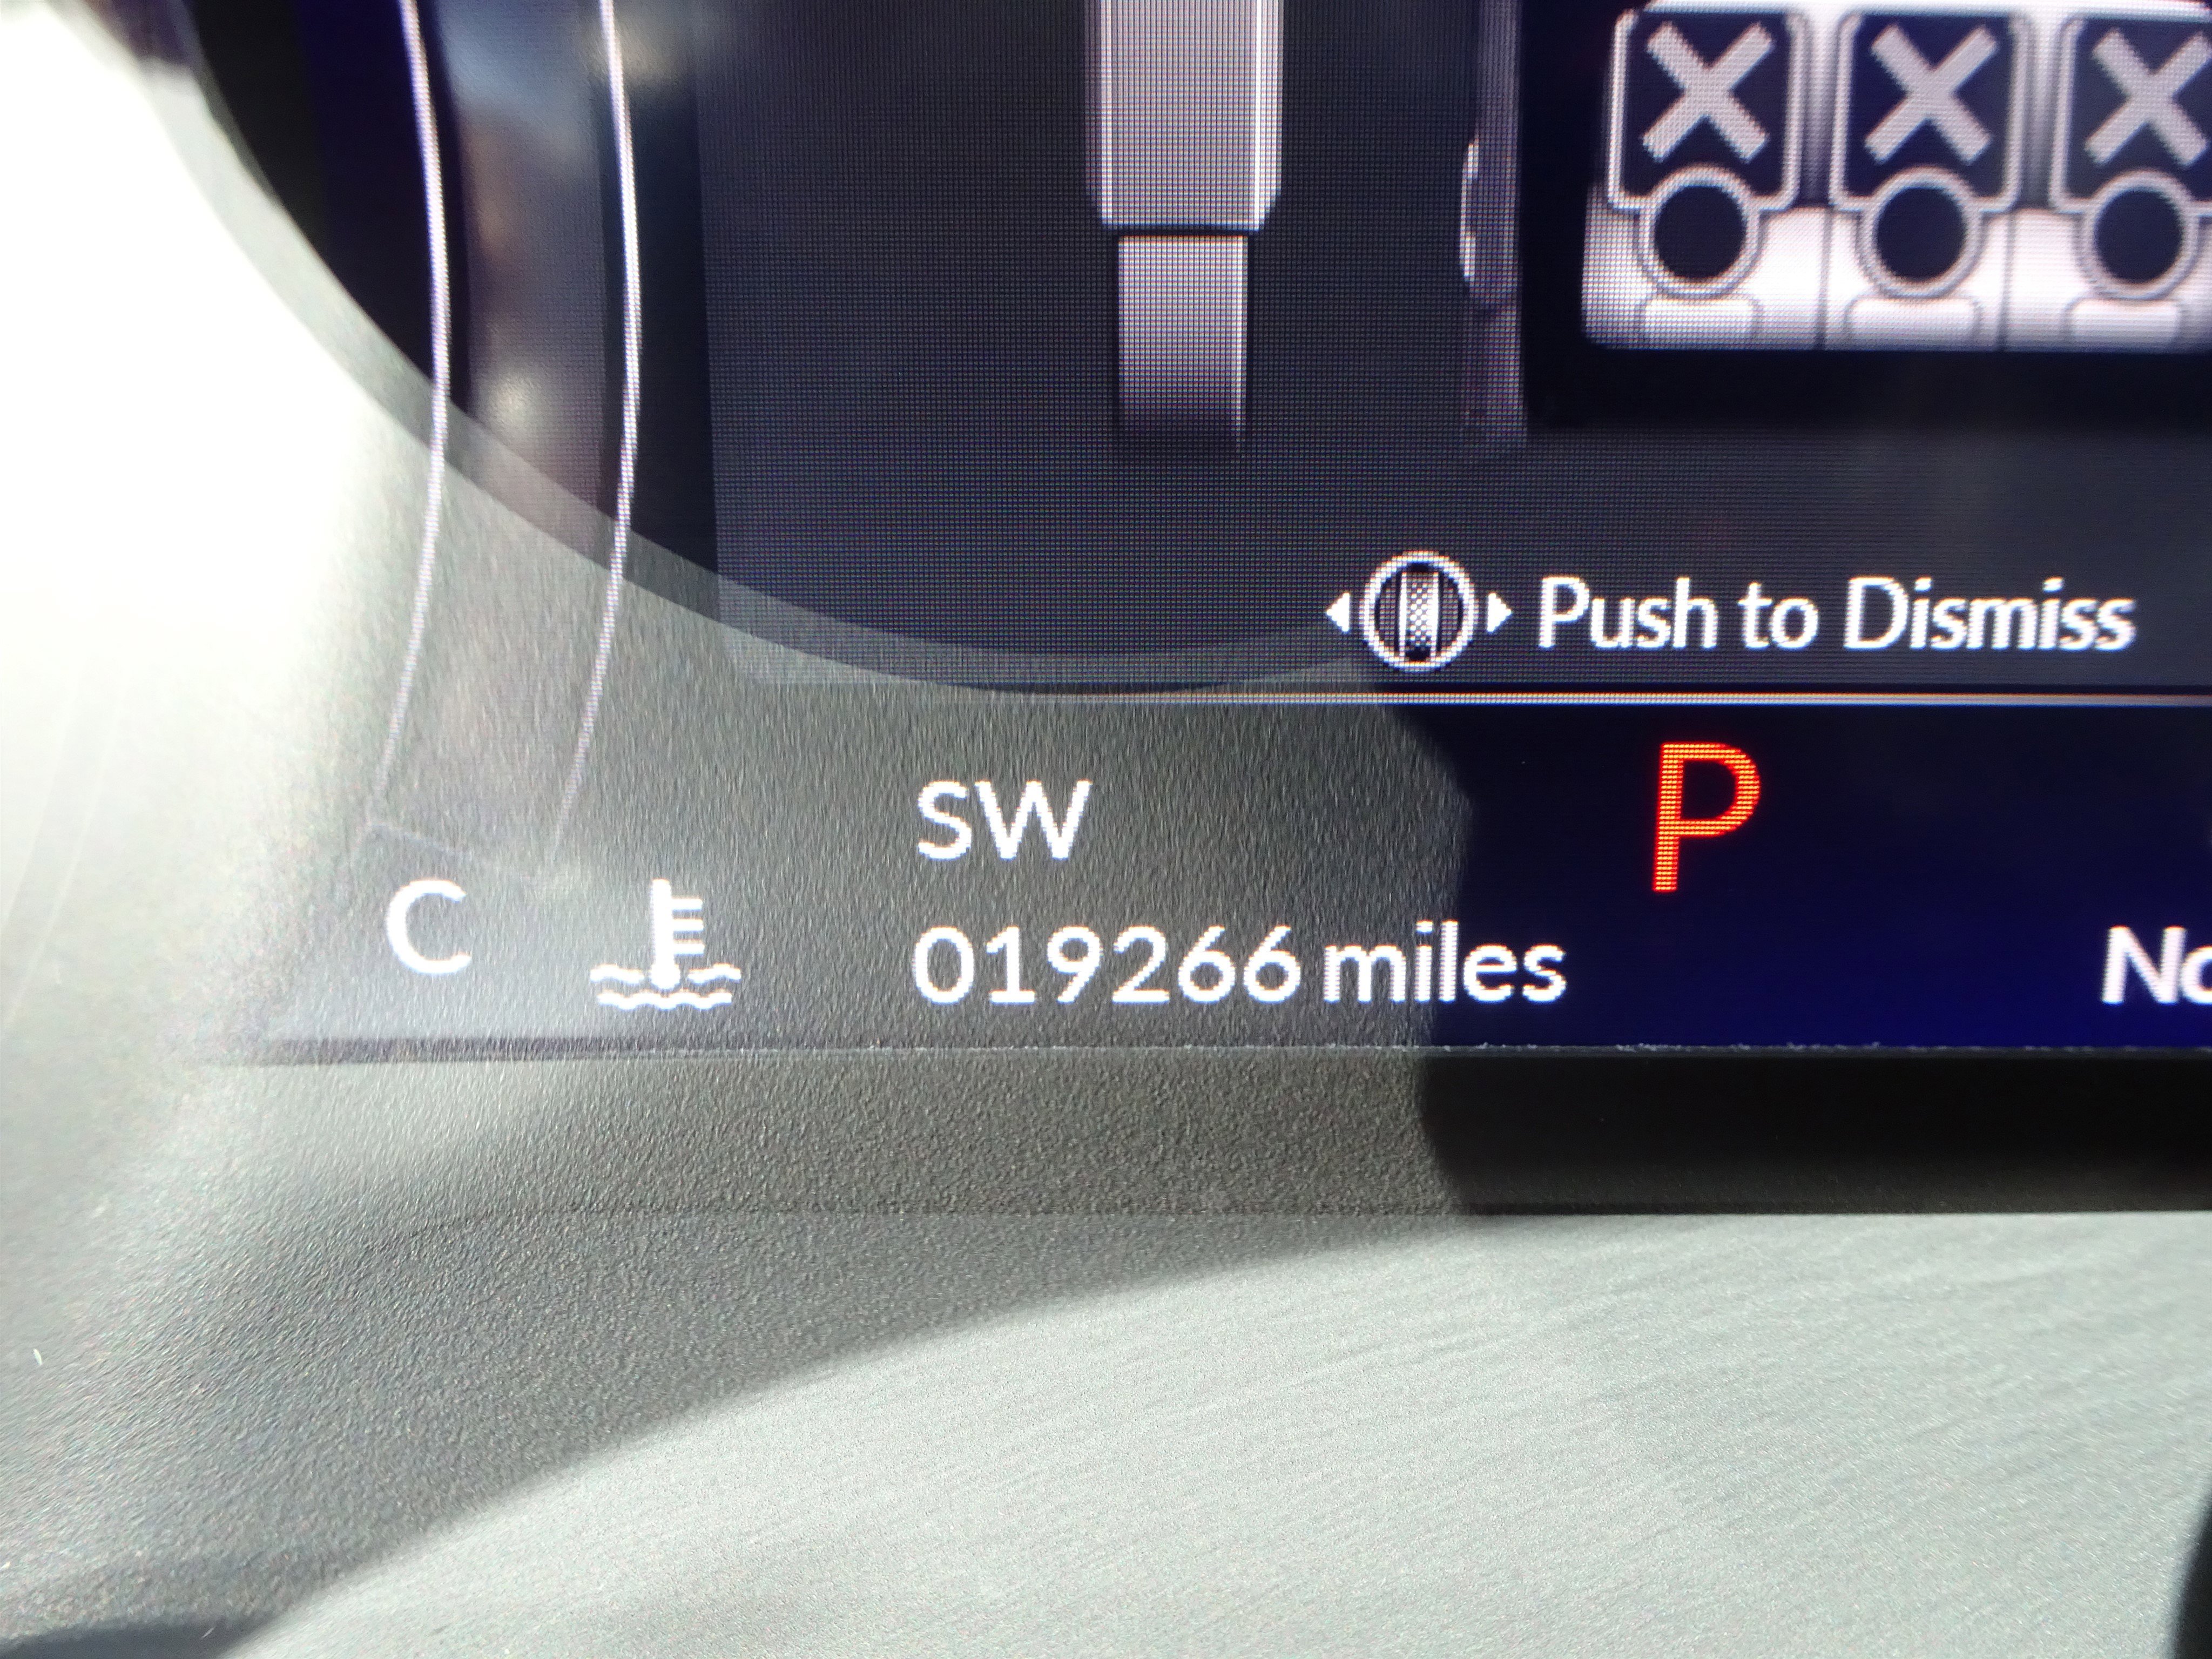 Push to Dismiss
SW
P
C
019266 miles